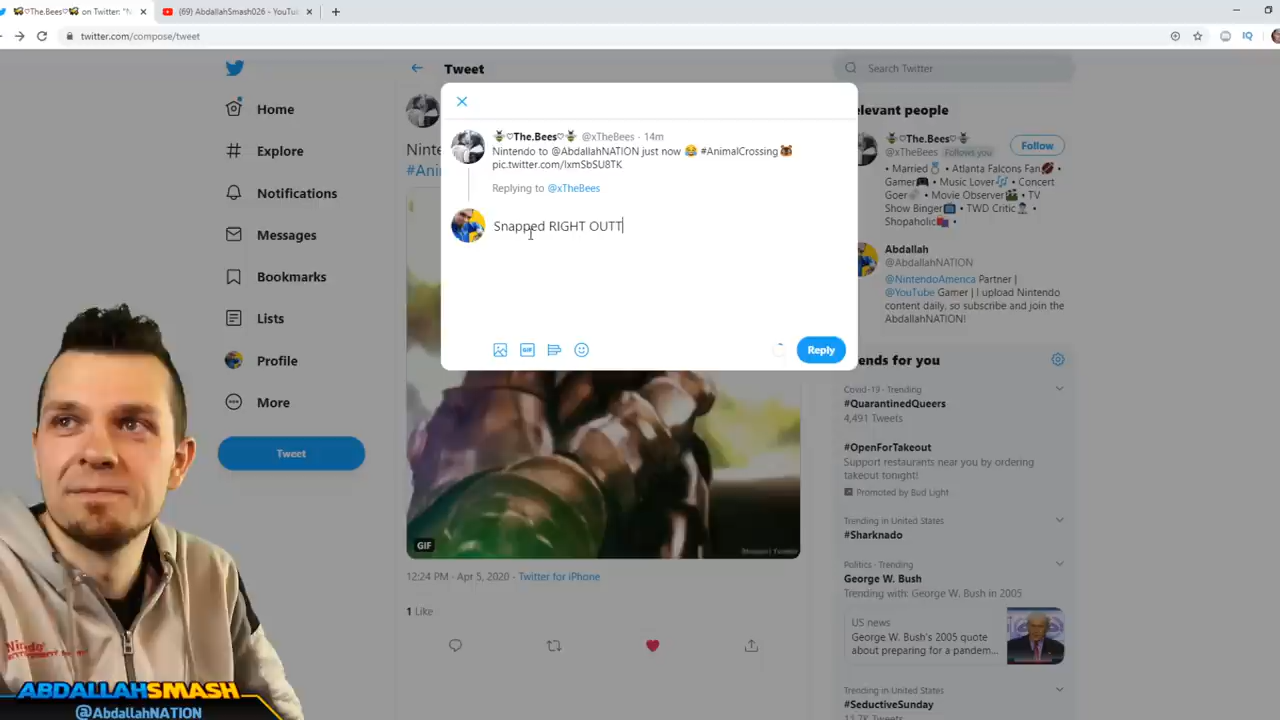 The.Bees on Twitter: "N
(69) AbdallahSmash026 - YouTu
twitter.com/compose/tweet
IQ
Home
Explore
Notifications
Messages
Bookmarks
Lists
Profile
More
Tweet
Tweet
Search Twitter
🐝♡The.Bees♡🐝 @xTheBees · 14m
Nintendo to @AbdallahNATION just now 😂 #AnimalCrossing🐻
pic.twitter.com/lxmSbSU8TK
Replying to @xTheBees
Snapped RIGHT OUTT
GIF
Reply
Nint
#Ani
GIF
12:24 PM · Apr 5, 2020 · Twitter for iPhone
1 Like
elevant people
🐝♡The.Bees♡🐝
@xTheBees Follows you
Follow
• Married💍 • Atlanta Falcons Fan🏈 •
Gamer🎮 • Music Lover🎶 • Concert
Goer🎸 • Movie Observer🎬 • TV
Show Binger📺 • TWD Critic🧟 •
Shopaholic🛍 •
Abdallah
@AbdallahNATION
@NintendoAmerica Partner |
@YouTube Gamer | I upload Nintendo
content daily, so subscribe and join the
AbdallahNATION!
ends for you
Covid-19 · Trending
#QuarantinedQueers
4,491 Tweets
#OpenForTakeout
Support restaurants near you by ordering
takeout tonight!
Promoted by Bud Light
Trending in United States
#Sharknado
Politics · Trending
George W. Bush
Trending with: George W. Bush in 2005
US news
George W. Bush's 2005 quote
about preparing for a pandem...
Trending in United States
#SeductiveSunday
11.7K Tweets
ABDALLAHSMASH
@AbdallahNATION